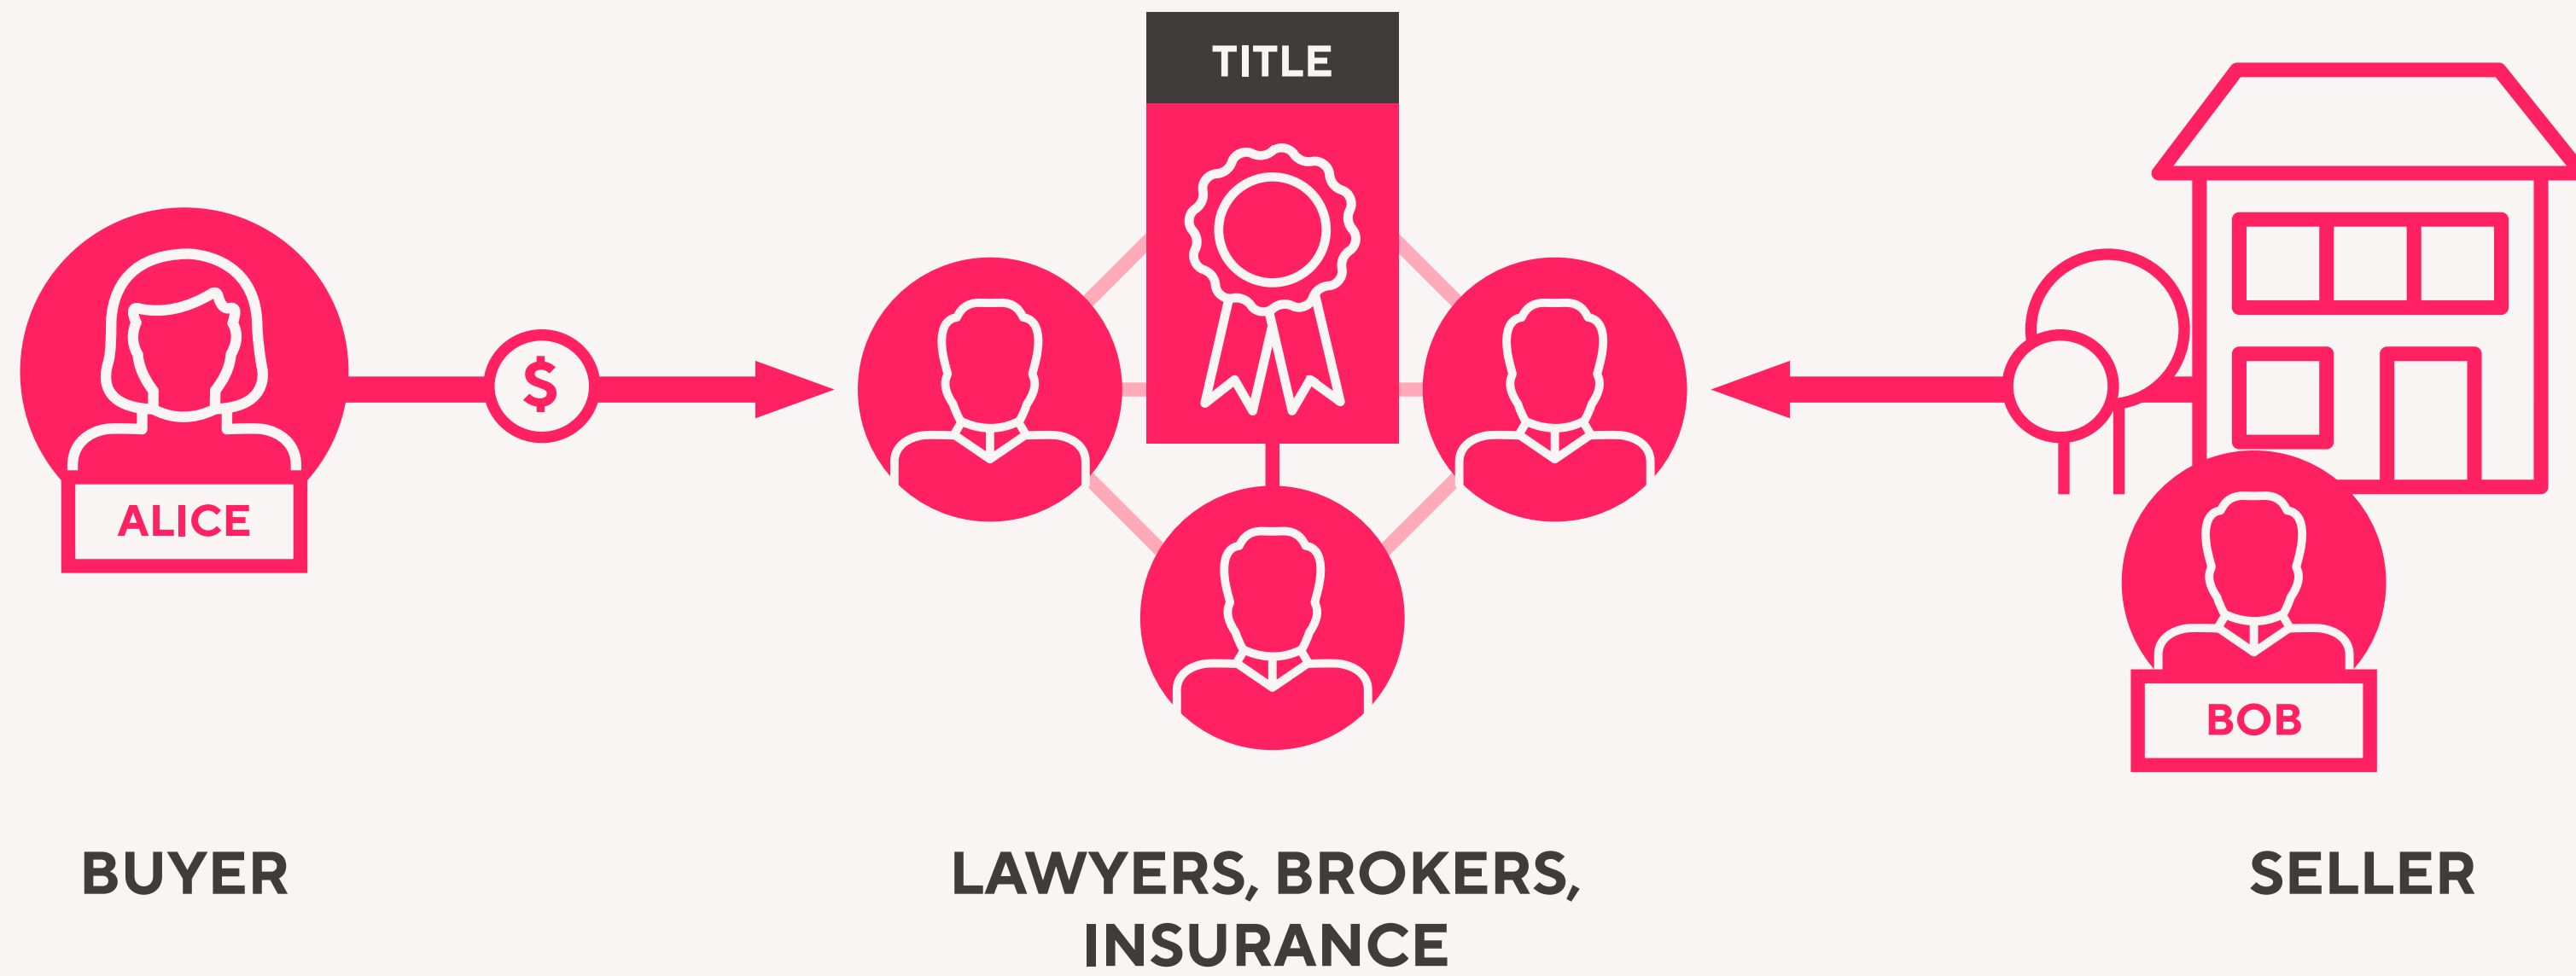 TITLE
$
ALICE
BOB
BUYER
LAWYERS, BROKERS,
INSURANCE
SELLER